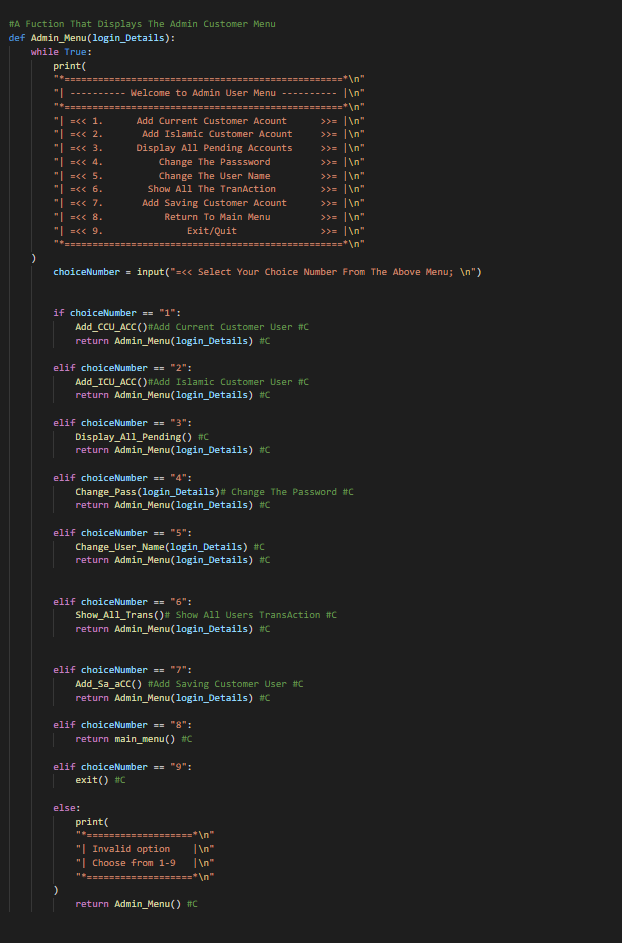 #A Fuction That Displays The Admin Customer Menu
def Admin_Menu(login_Details):
    while True:
        print(
        "*==================================================*\n"
        "| ---------- Welcome to Admin User Menu ---------- |\n"
        "*==================================================*\n"
        "| =<< 1.      Add Current Customer Acount      >>= |\n"
        "| =<< 2.       Add Islamic Customer Acount     >>= |\n"
        "| =<< 3.      Display All Pending Accounts     >>= |\n"
        "| =<< 4.          Change The Passsword         >>= |\n"
        "| =<< 5.          Change The User Name         >>= |\n"
        "| =<< 6.        Show All The TranAction        >>= |\n"
        "| =<< 7.       Add Saving Customer Acount      >>= |\n"
        "| =<< 8.           Return To Main Menu         >>= |\n"
        "| =<< 9.               Exit/Quit               >>= |\n"
        "*==================================================*\n"
    )
        choiceNumber = input("=<< Select Your Choice Number From The Above Menu; \n")
        if choiceNumber == "1":
            Add_CCU_ACC()#Add Current Customer User #C
            return Admin_Menu(login_Details) #C
        elif choiceNumber == "2":
            Add_ICU_ACC()#Add Islamic Customer User #C
            return Admin_Menu(login_Details) #C
        elif choiceNumber == "3":
            Display_All_Pending() #C
            return Admin_Menu(login_Details) #C
        elif choiceNumber == "4":
            Change_Pass(login_Details)# Change The Password #C
            return Admin_Menu(login_Details) #C
        elif choiceNumber == "5":
            Change_User_Name(login_Details) #C
            return Admin_Menu(login_Details) #C
        elif choiceNumber == "6":
            Show_All_Trans()# Show All Users TransAction #C
            return Admin_Menu(login_Details) #C
        elif choiceNumber == "7":
            Add_Sa_aCC() #Add Saving Customer User #C
            return Admin_Menu(login_Details) #C
        elif choiceNumber == "8":
            return main_menu() #C
        elif choiceNumber == "9":
            exit() #C
        else:
            print(
            "*===================*\n"
            "| Invalid option    |\n"
            "| Choose from 1-9   |\n"
            "*===================*\n"
        )
            return Admin_Menu() #C